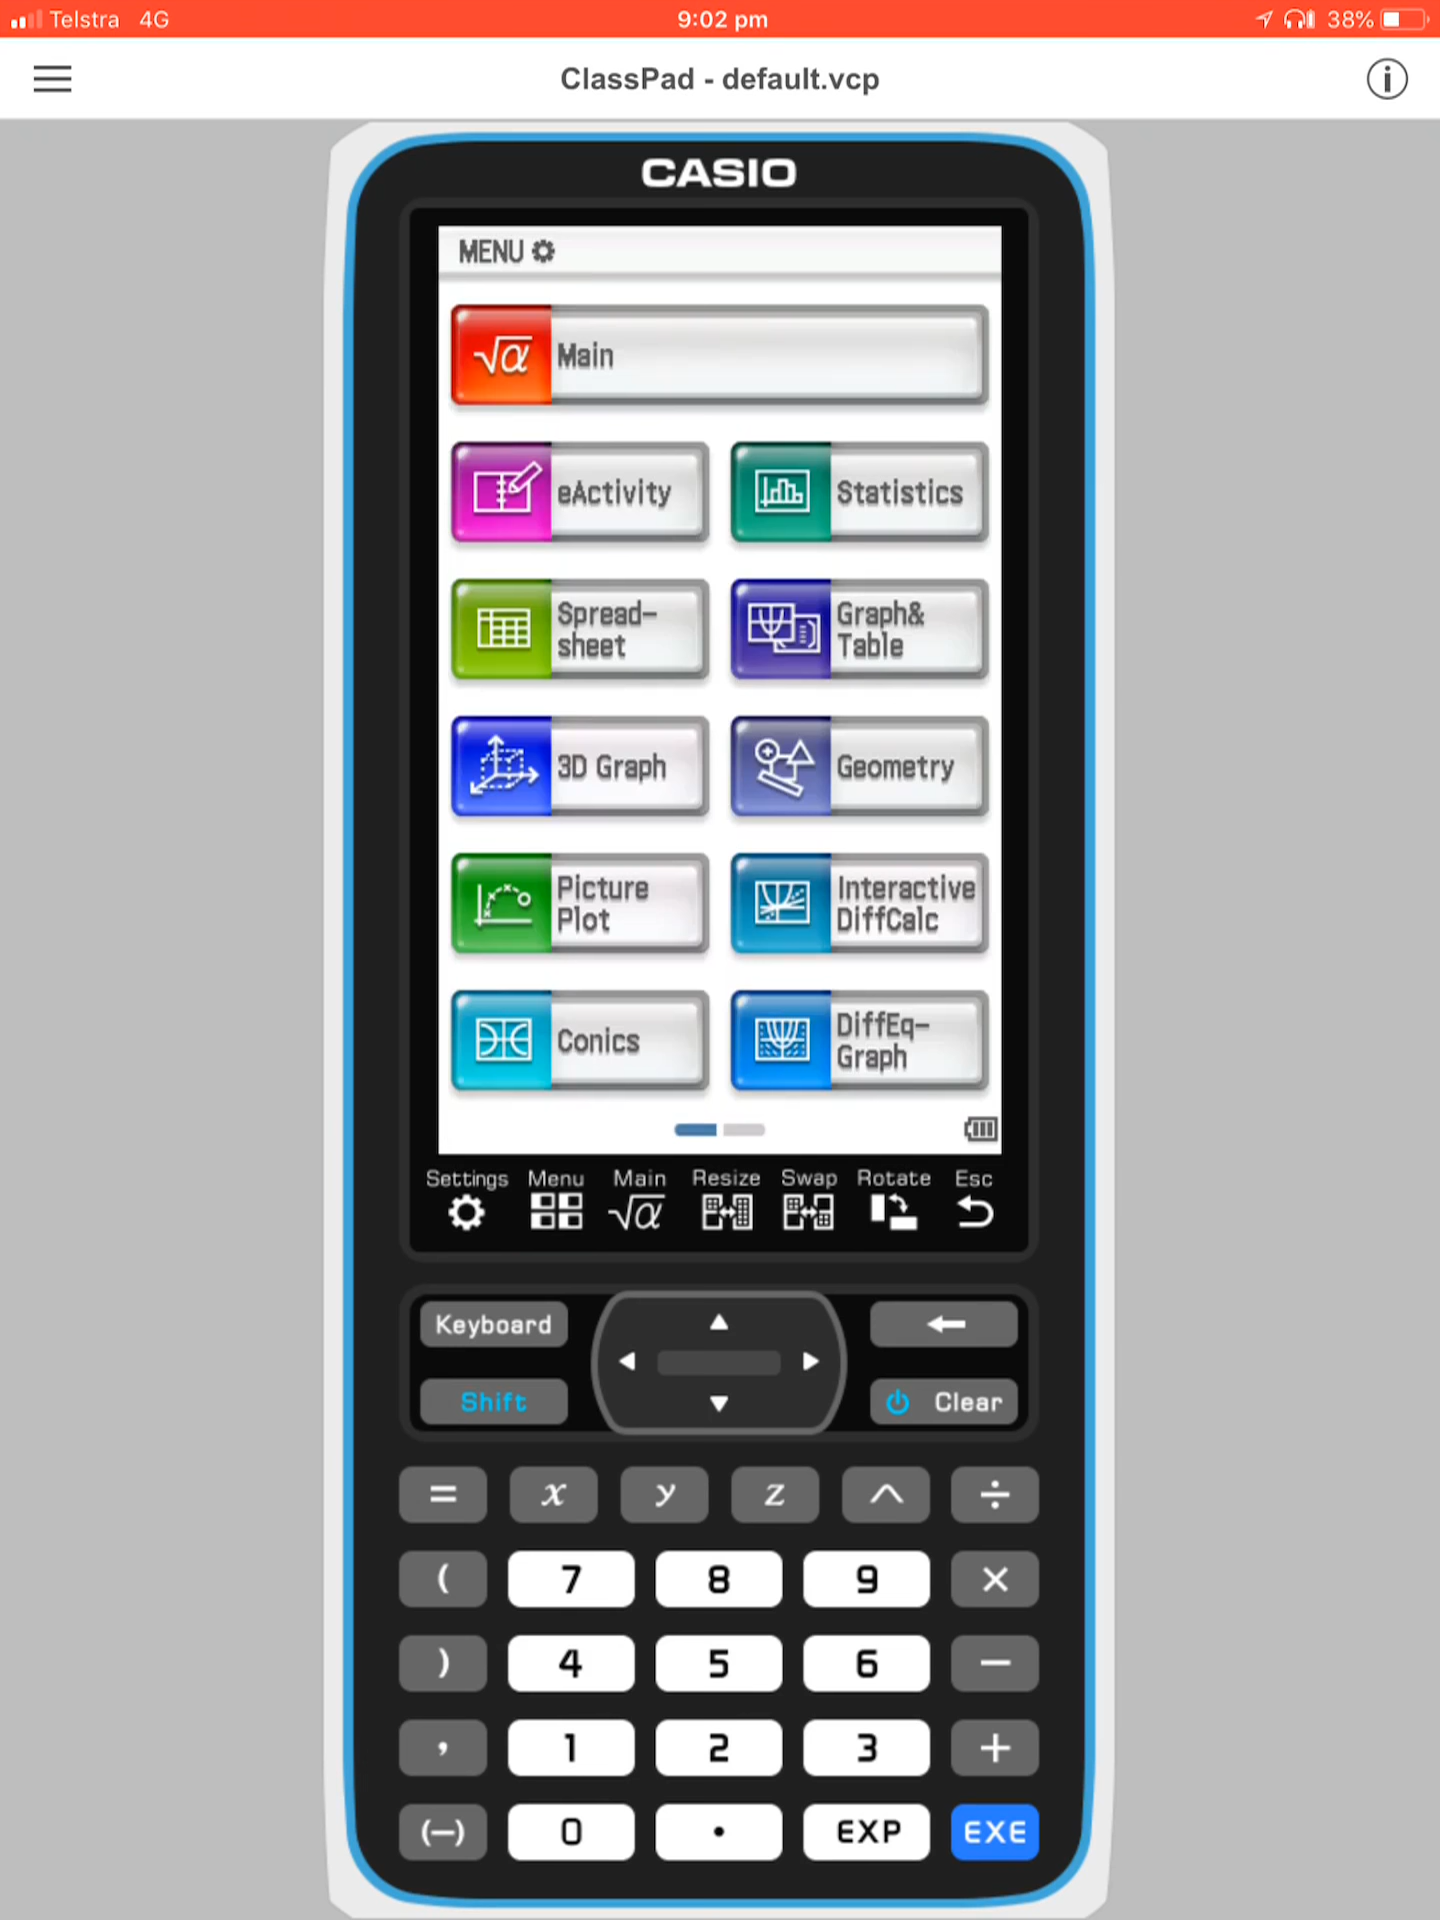 Telstra 4G 9:02 pm 38%
ClassPad - default.vcp
CASIO
MENU
√α Main
eActivity Statistics
Spread-
sheet
Graph&
Table
3D Graph Geometry
Picture
Plot
Interactive
DiffCalc
Conics
DiffEq-
Graph
Settings Menu Main Resize Swap Rotate Esc
√α
Keyboard
Shift Clear
= x y z ^ ÷
( 7 8 9 ×
) 4 5 6 −
, 1 2 3 +
(−) 0 • EXP EXE